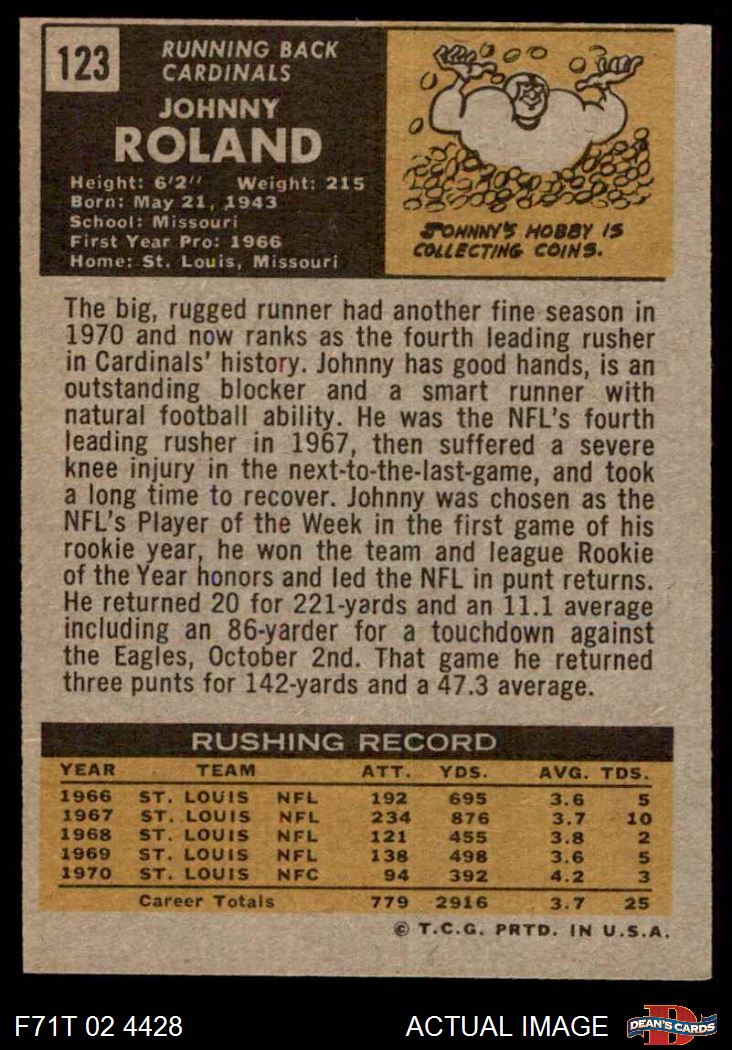 123
RUNNING BACK
CARDINALS
JOHNNY
ROLAND
Height: 6'2" Weight: 215
Born: May 21, 1943
School: Missouri
First Year Pro: 1966
Home: St. Louis, Missouri
JOHNNY'S HOBBY IS
COLLECTING COINS.
The big, rugged runner had another fine season in
1970 and now ranks as the fourth leading rusher
in Cardinals' history. Johnny has good hands, is an
outstanding blocker and a smart runner with
natural football ability. He was the NFL's fourth
leading rusher in 1967, then suffered a severe
knee injury in the next-to-the-last-game, and took
a long time to recover. Johnny was chosen as the
NFL's Player of the Week in the first game of his
rookie year, he won the team and league Rookie
of the Year honors and led the NFL in punt returns.
He returned 20 for 221-yards and an 11.1 average
including an 86-yarder for a touchdown against
the Eagles, October 2nd. That game he returned
three punts for 142-yards and a 47.3 average.
RUSHING RECORD
YEAR TEAM ATT. YDS. AVG. TDS.
1966 ST. LOUIS NFL 192 695 3.6 5
1967 ST. LOUIS NFL 234 876 3.7 10
1968 ST. LOUIS NFL 121 455 3.8 2
1969 ST. LOUIS NFL 138 498 3.6 5
1970 ST. LOUIS NFC 94 392 4.2 3
Career Totals 779 2916 3.7 25
© T.C.G. PRTD. IN U.S.A.
F71T 02 4428 ACTUAL IMAGE DEAN'S CARDS